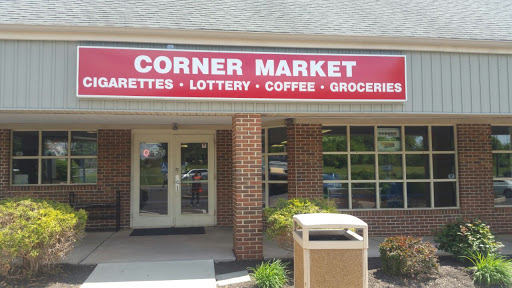 CORNER MARKET
CIGARETTES · LOTTERY · COFFEE · GROCERIES